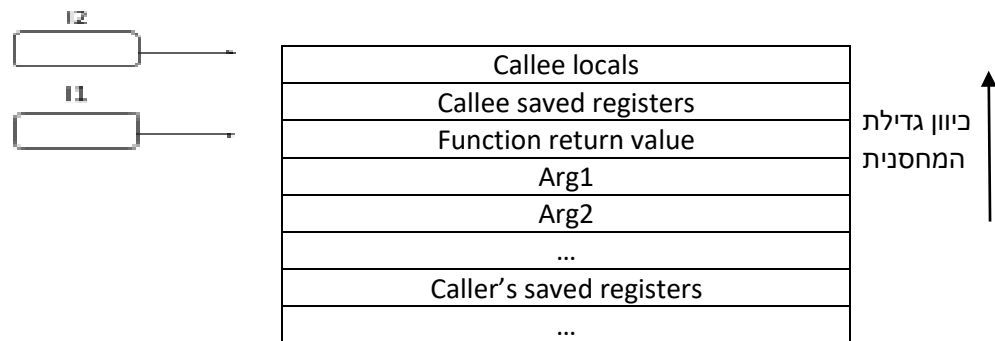 I2
Callee locals
I1
Callee saved registers
Function return value
Arg1
Arg2
...
Caller's saved registers
...
כיוון גדילת
המחסנית